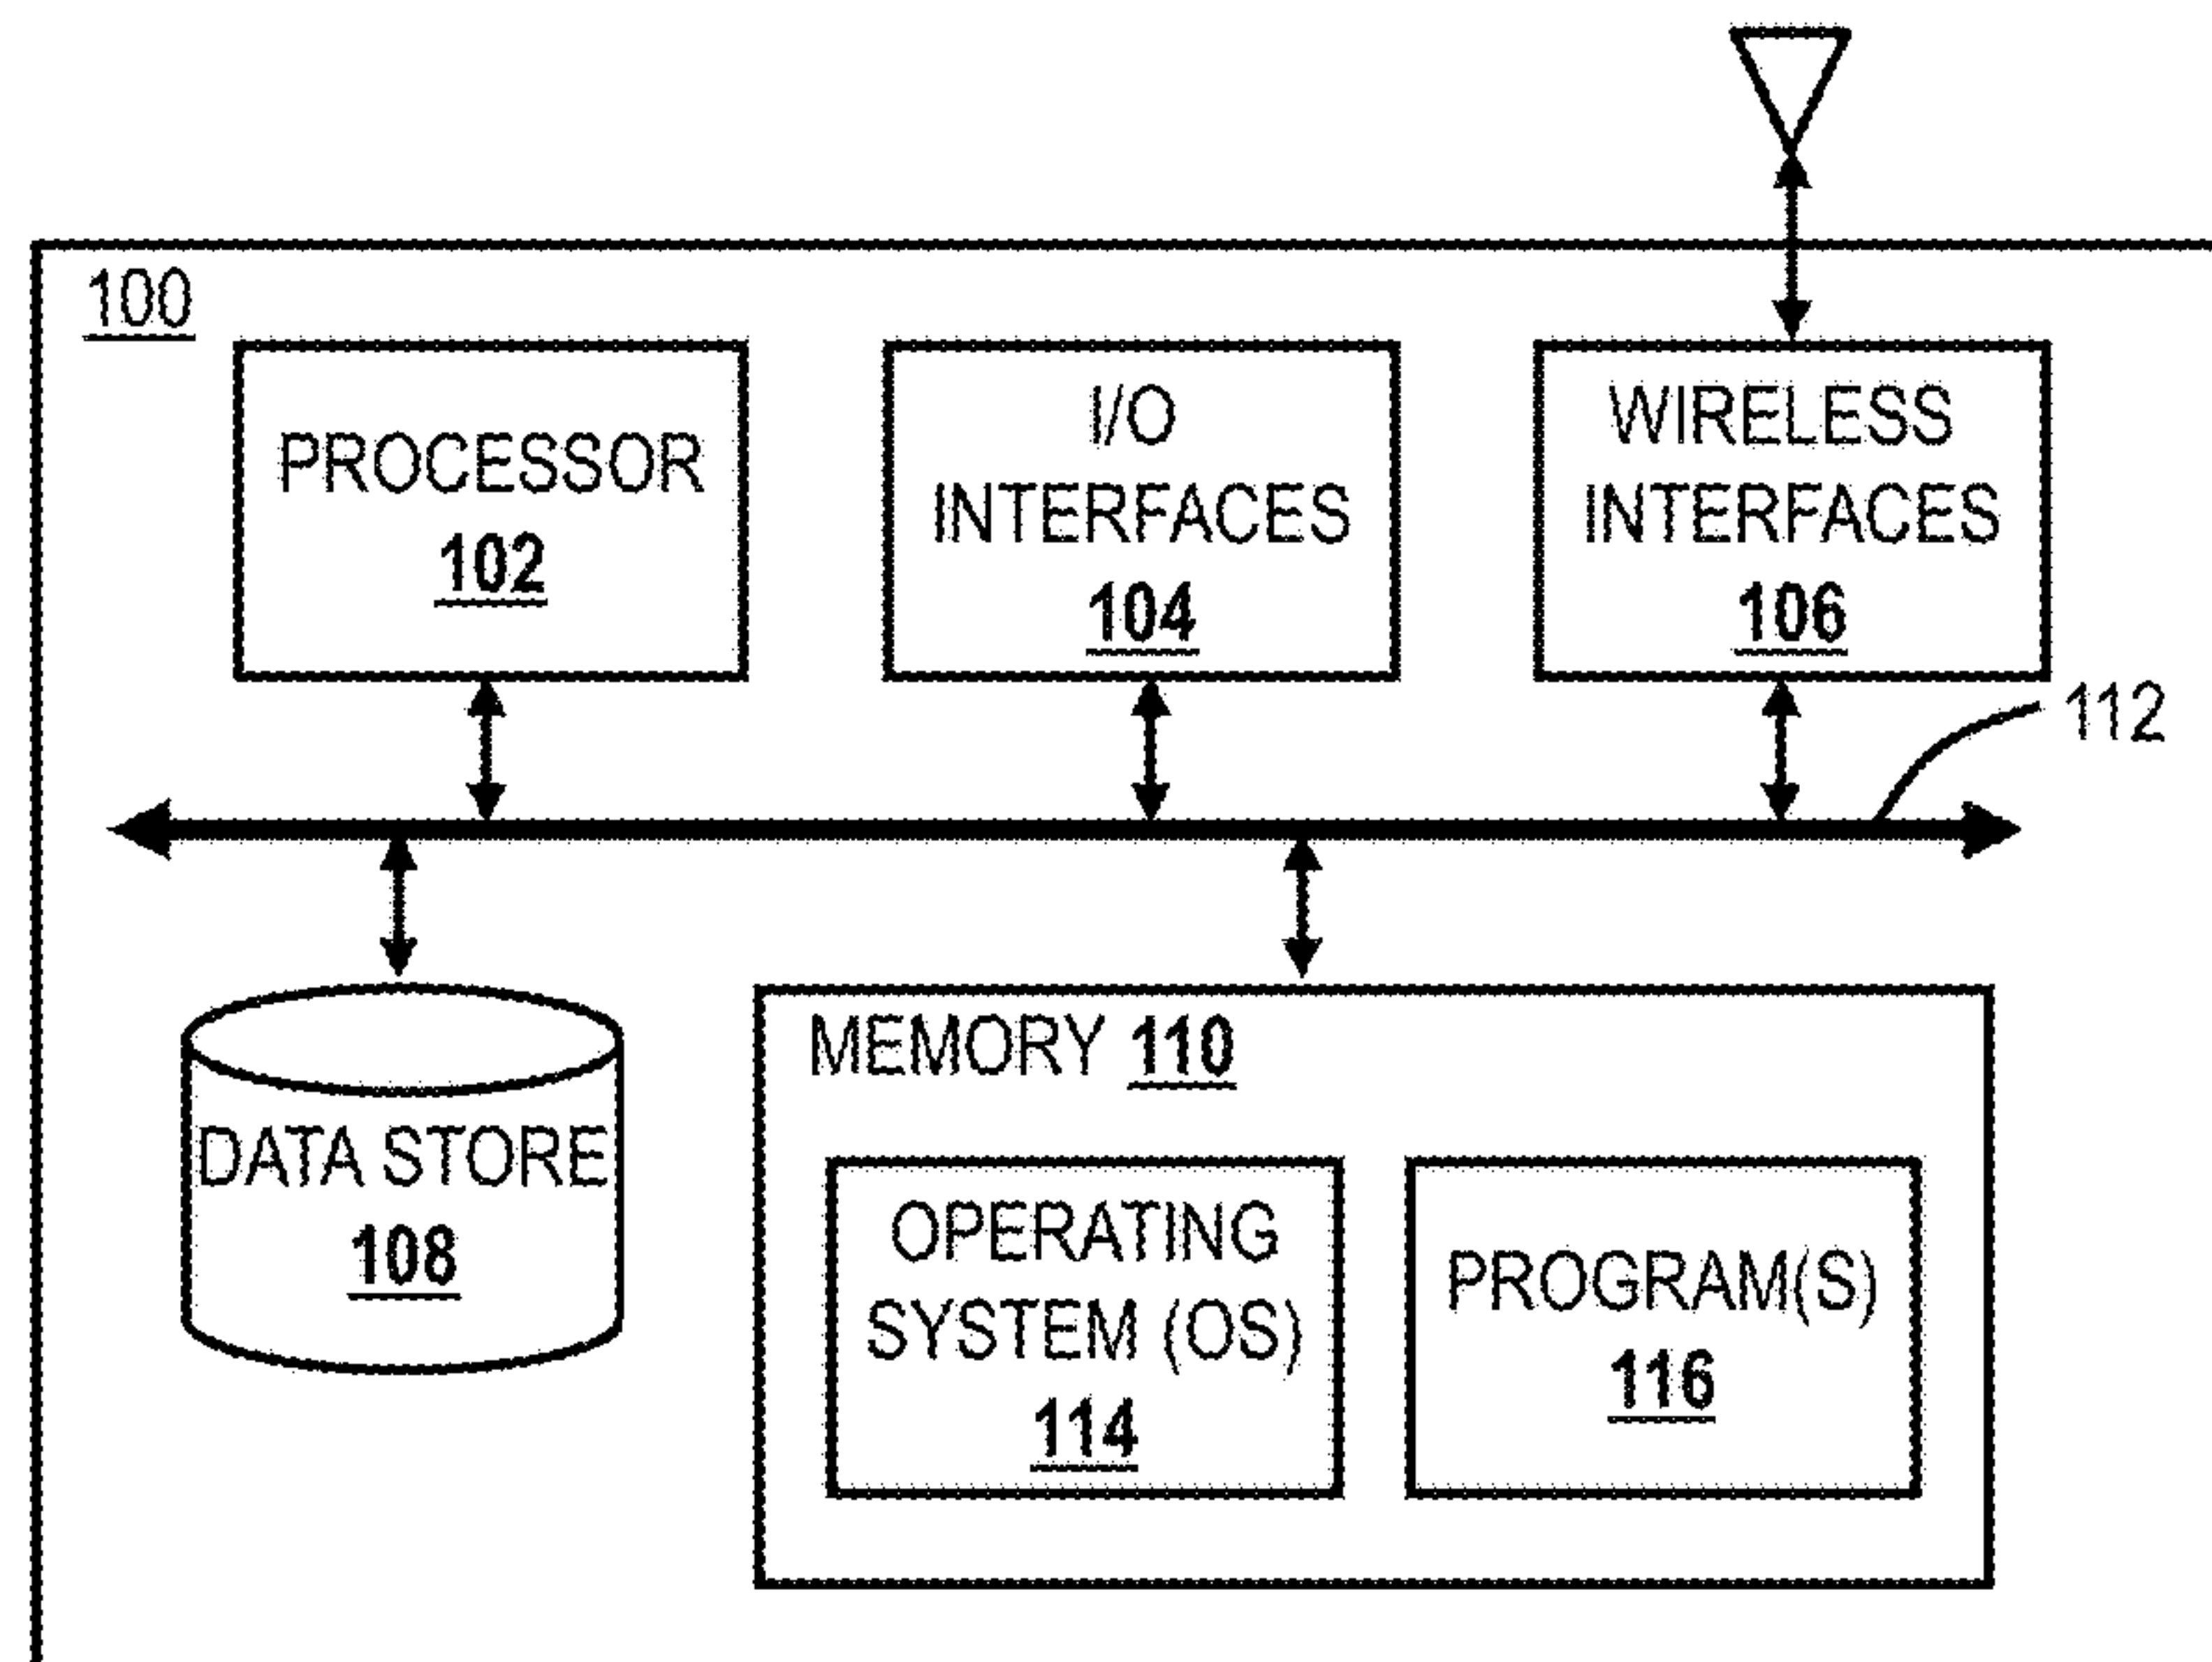 100
PROCESSOR
102
I/O
INTERFACES
104
WIRELESS
INTERFACES
106
112
DATA STORE
108
MEMORY 110
OPERATING
SYSTEM (OS)
114
PROGRAM(S)
116